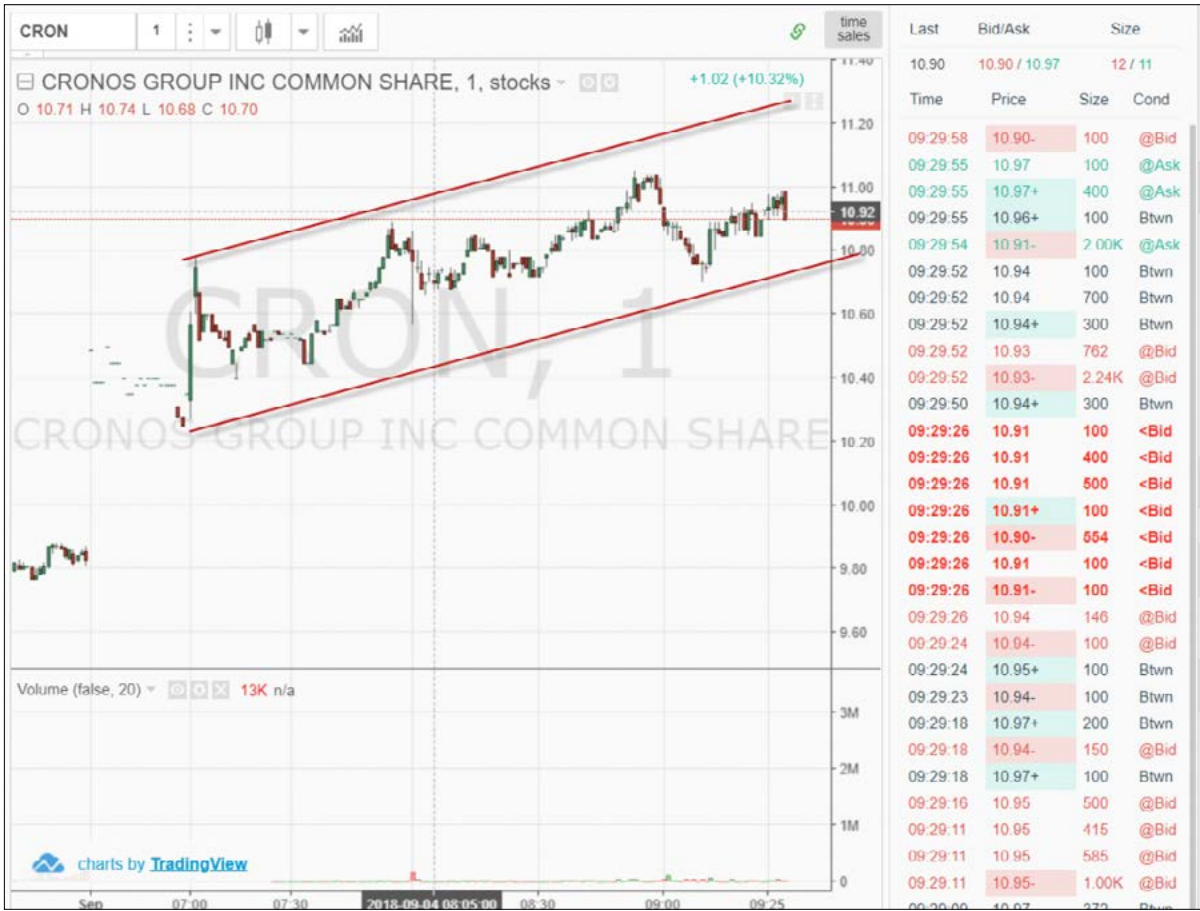 CRON
1
time
sales
CRONOS GROUP INC COMMON SHARE, 1, stocks
+1.02 (+10.32%)
O 10.71 H 10.74 L 10.68 C 10.70
11.40
11.20
11.00
10.92
10.80
10.60
10.40
10.20
10.00
9.80
9.60
CRON, 1
CRONOS GROUP INC COMMON SHARE
Volume (false, 20)
13K n/a
3M
2M
1M
0
charts by TradingView
Sep
07:00
07:30
2018-09-04 08:05:00
08:30
09:00
09:25
Last Bid/Ask Size
10.90 10.90 / 10.97 12 / 11
Time Price Size Cond
09:29:58 10.90- 100 @Bid
09:29:55 10.97 100 @Ask
09:29:55 10.97+ 400 @Ask
09:29:55 10.96+ 100 Btwn
09:29:54 10.91- 2.00K @Ask
09:29:52 10.94 100 Btwn
09:29:52 10.94 700 Btwn
09:29:52 10.94+ 300 Btwn
09:29:52 10.93 762 @Bid
09:29:52 10.93- 2.24K @Bid
09:29:50 10.94+ 300 Btwn
09:29:26 10.91 100 <Bid
09:29:26 10.91 400 <Bid
09:29:26 10.91 500 <Bid
09:29:26 10.91+ 100 <Bid
09:29:26 10.90- 554 <Bid
09:29:26 10.91 100 <Bid
09:29:26 10.91- 100 <Bid
09:29:26 10.94 146 @Bid
09:29:24 10.94- 100 @Bid
09:29:24 10.95+ 100 Btwn
09:29:23 10.94- 100 Btwn
09:29:18 10.97+ 200 Btwn
09:29:18 10.94- 150 @Bid
09:29:18 10.97+ 100 Btwn
09:29:16 10.95 500 @Bid
09:29:11 10.95 415 @Bid
09:29:11 10.95 585 @Bid
09:29:11 10.95- 1.00K @Bid